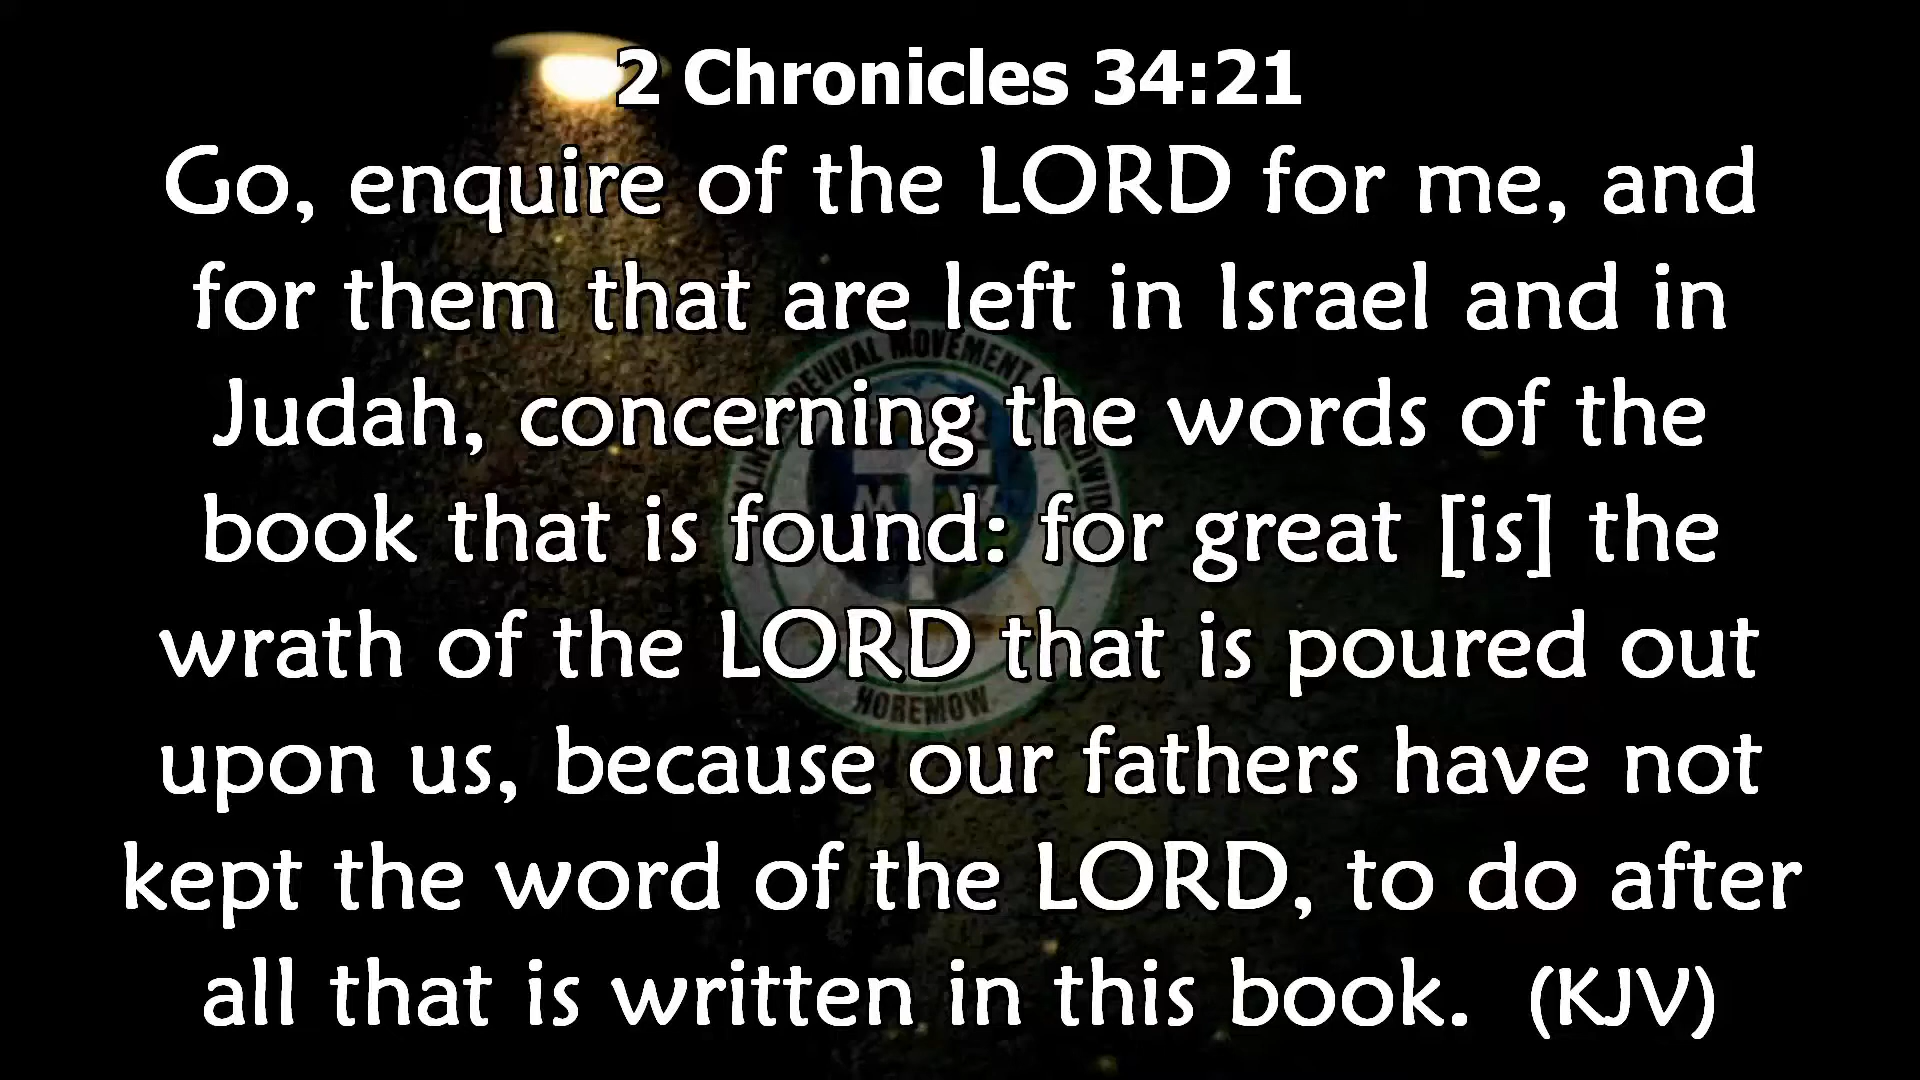 2 Chronicles 34:21
Go, enquire of the LORD for me, and
for them that are left in Israel and in
Judah, concerning the words of the
book that is found: for great [is] the
wrath of the LORD that is poured out
upon us, because our fathers have not
kept the word of the LORD, to do after
all that is written in this book. (KJV)
REVIVAL MOVEMENT
M W
HOREMOW